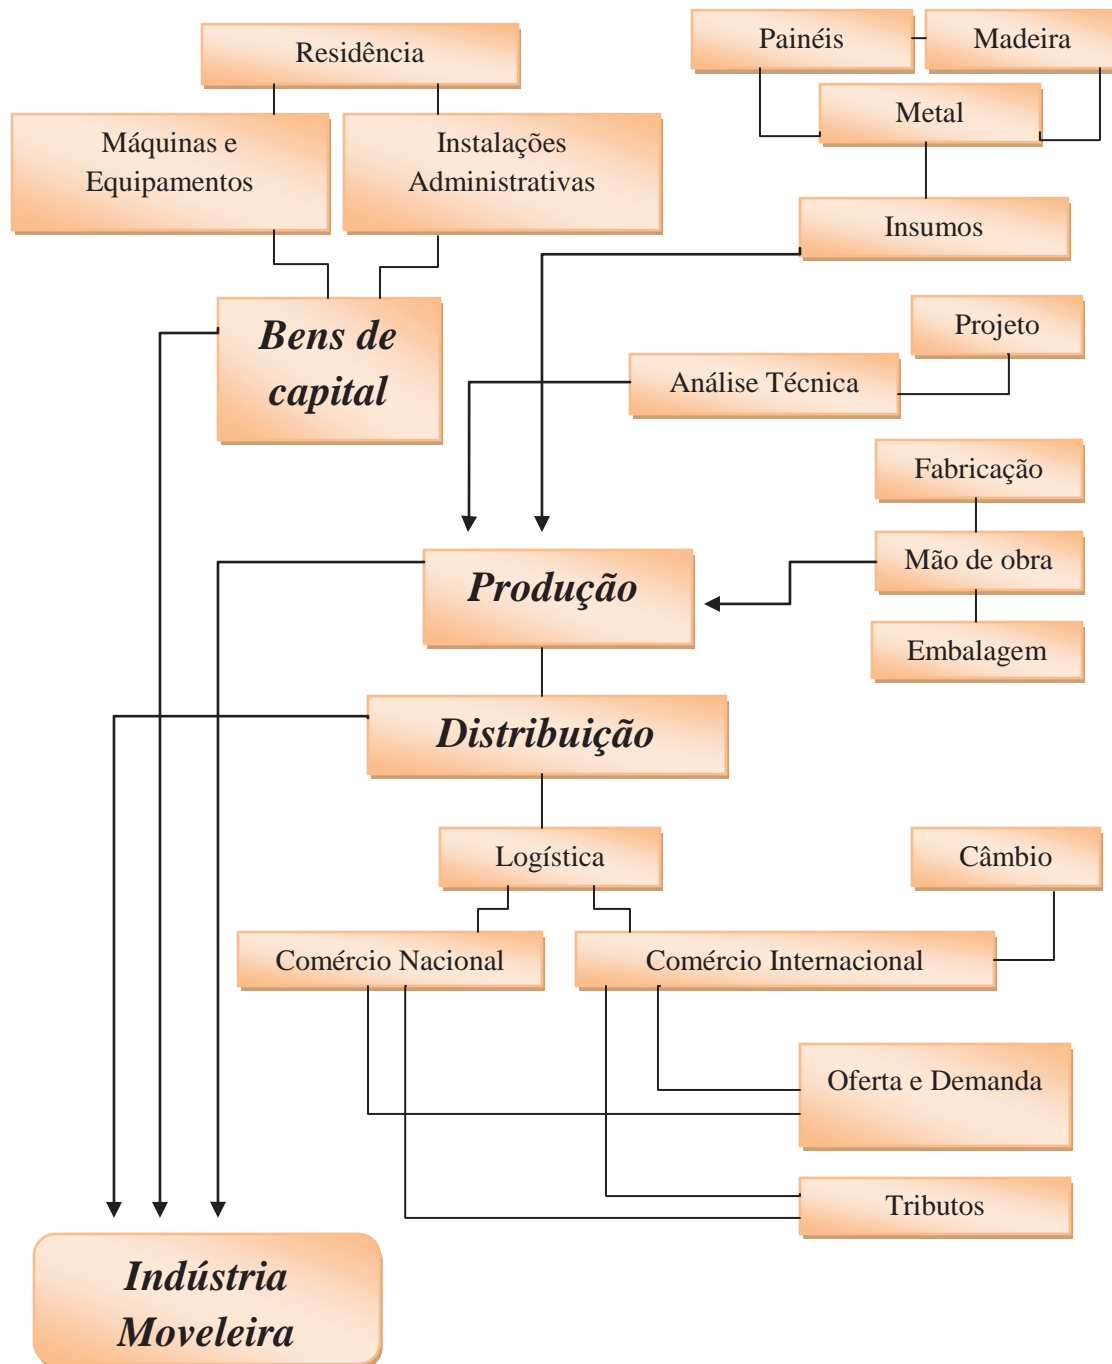 Residência
Painéis
Madeira
Metal
Máquinas e
Equipamentos
Instalações
Administrativas
Insumos
Bens de
capital
Projeto
Análise Técnica
Fabricação
Mão de obra
Embalagem
Produção
Distribuição
Logística
Câmbio
Comércio Nacional
Comércio Internacional
Oferta e Demanda
Tributos
Indústria
Moveleira